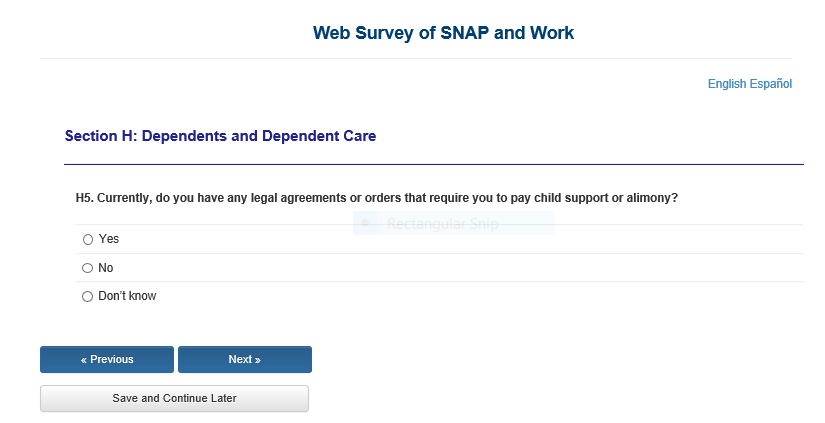 Web Survey of SNAP and Work
English Español
Section H: Dependents and Dependent Care
H5. Currently, do you have any legal agreements or orders that require you to pay child support or alimony?
Rectangular Snip
Yes
No
Don't know
« Previous
Next »
Save and Continue Later